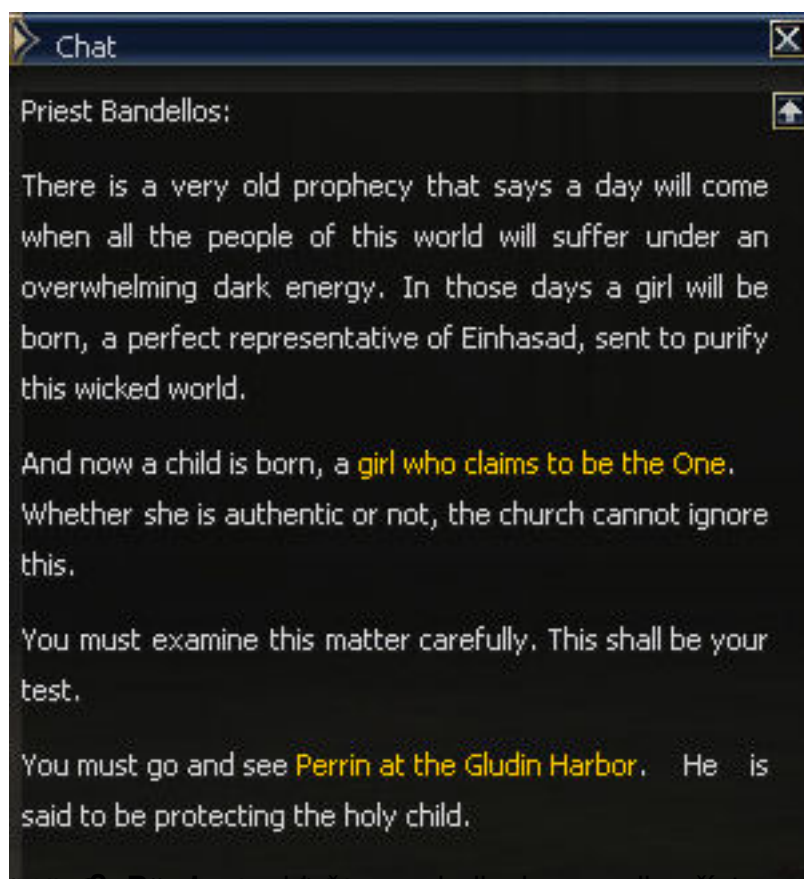 Chat
Priest Bandellos:
There is a very old prophecy that says a day will come
when all the people of this world will suffer under an
overwhelming dark energy. In those days a girl will be
born, a perfect representative of Einhasad, sent to purify
this wicked world.
And now a child is born, a girl who claims to be the One.
Whether she is authentic or not, the church cannot ignore
this.
You must examine this matter carefully. This shall be your
test.
You must go and see Perrin at the Gludin Harbor. He is
said to be protecting the holy child.